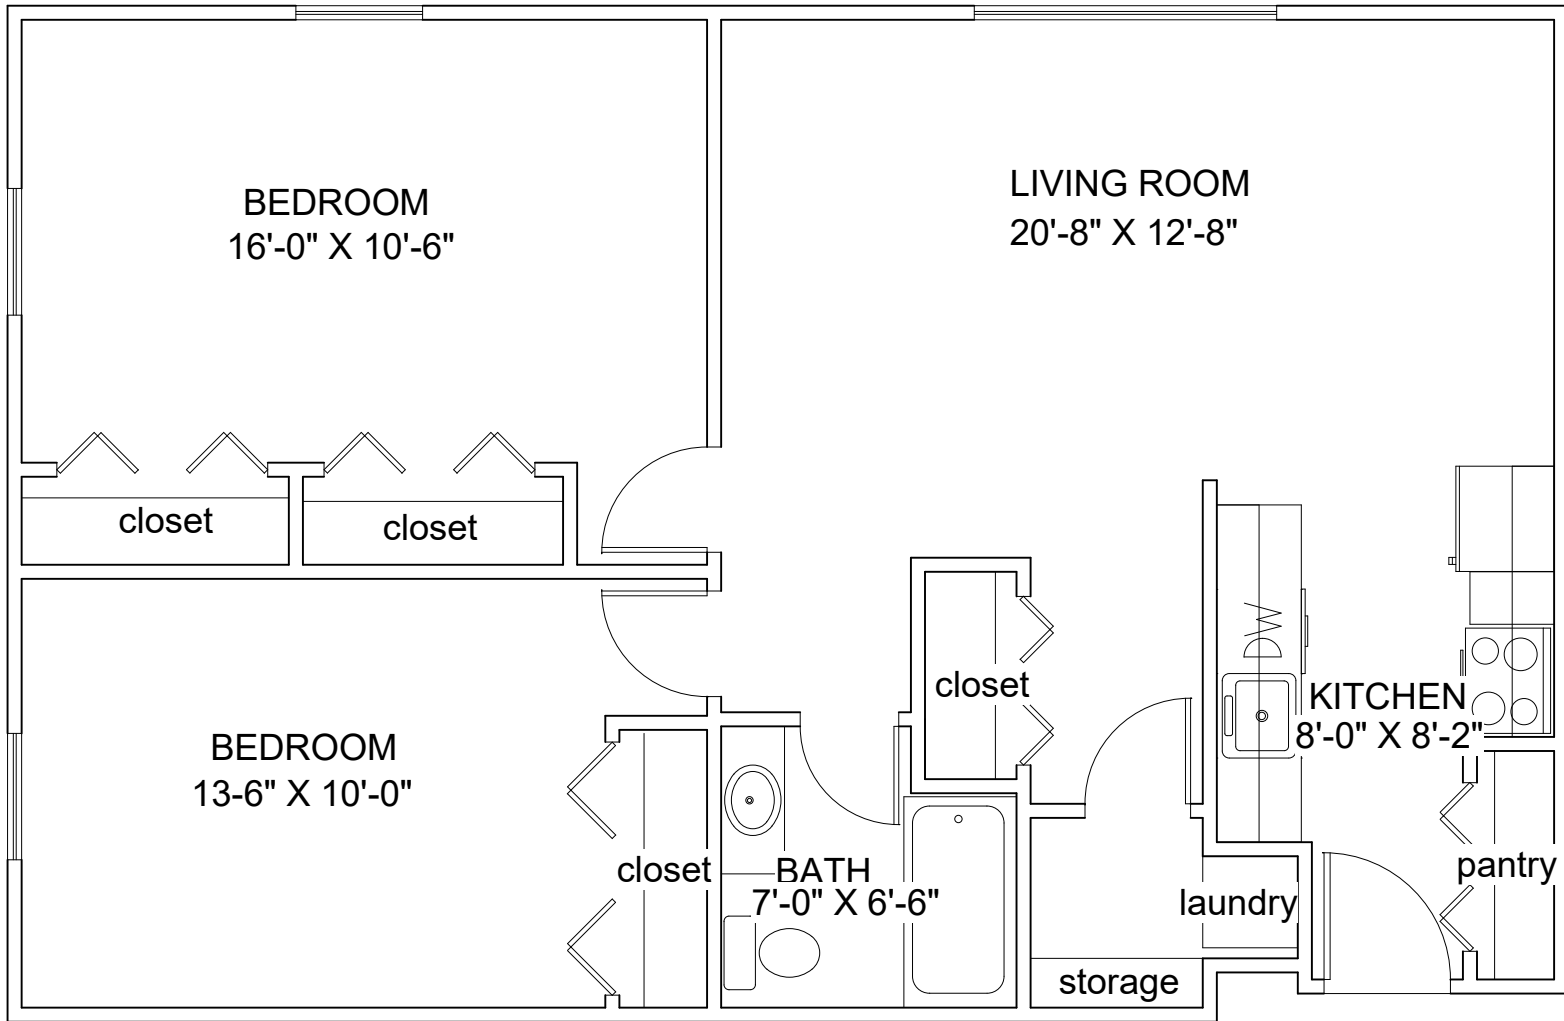 BEDROOM
16'-0" X 10'-6"
LIVING ROOM
20'-8" X 12'-8"
closet
closet
DW
closet
KITCHEN
8'-0" X 8'-2"
BEDROOM
13-6" X 10'-0"
closet
BATH
7'-0" X 6'-6"
laundry
pantry
storage